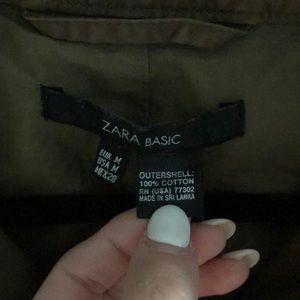 ZARA BASIC
EUR M
USA M
MEX 28
OUTERSHELL:
100% COTTON
RN (USA) 77302
MADE IN SRI LANKA